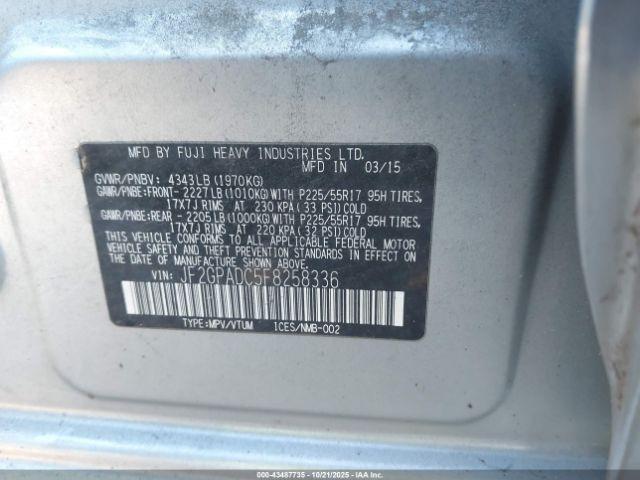 MFD BY FUJI HEAVY INDUSTRIES LTD.
MFD IN 03/15
GVWR/PNBV: 4343LB(1970KG)
GAWR/PNBE:FRONT- 2227LB(1010KG)WITH P225/55R17 95H TIRES,
17X7J RIMS AT 230 KPA( 33 PSI)COLD
GAWR/PNBE:REAR - 2205LB(1000KG)WITH P225/55R17 95H TIRES,
17X7J RIMS AT 220 KPA( 32 PSI)COLD
THIS VEHICLE CONFORMS TO ALL APPLICABLE FEDERAL MOTOR
VEHICLE SAFETY AND THEFT PREVENTION STANDARDS IN EFFECT
ON THE DATE OF MANUFACTURE SHOWN ABOVE.
VIN: JF2GPADC5F8258336
TYPE:MPV/VTUM ICES/NMB-002
000-43487735 - 10/21/2025 - IAAI.COM